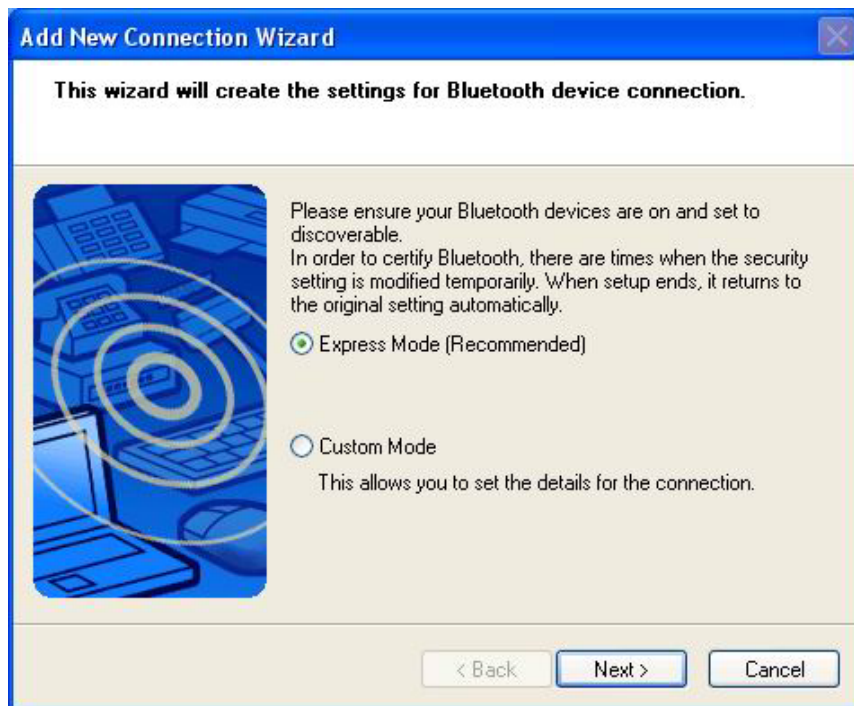 Add New Connection Wizard
This wizard will create the settings for Bluetooth device connection.
Please ensure your Bluetooth devices are on and set to
discoverable.
In order to certify Bluetooth, there are times when the security
setting is modified temporarily. When setup ends, it returns to
the original setting automatically.
Express Mode (Recommended)
Custom Mode
This allows you to set the details for the connection.
< Back
Next >
Cancel